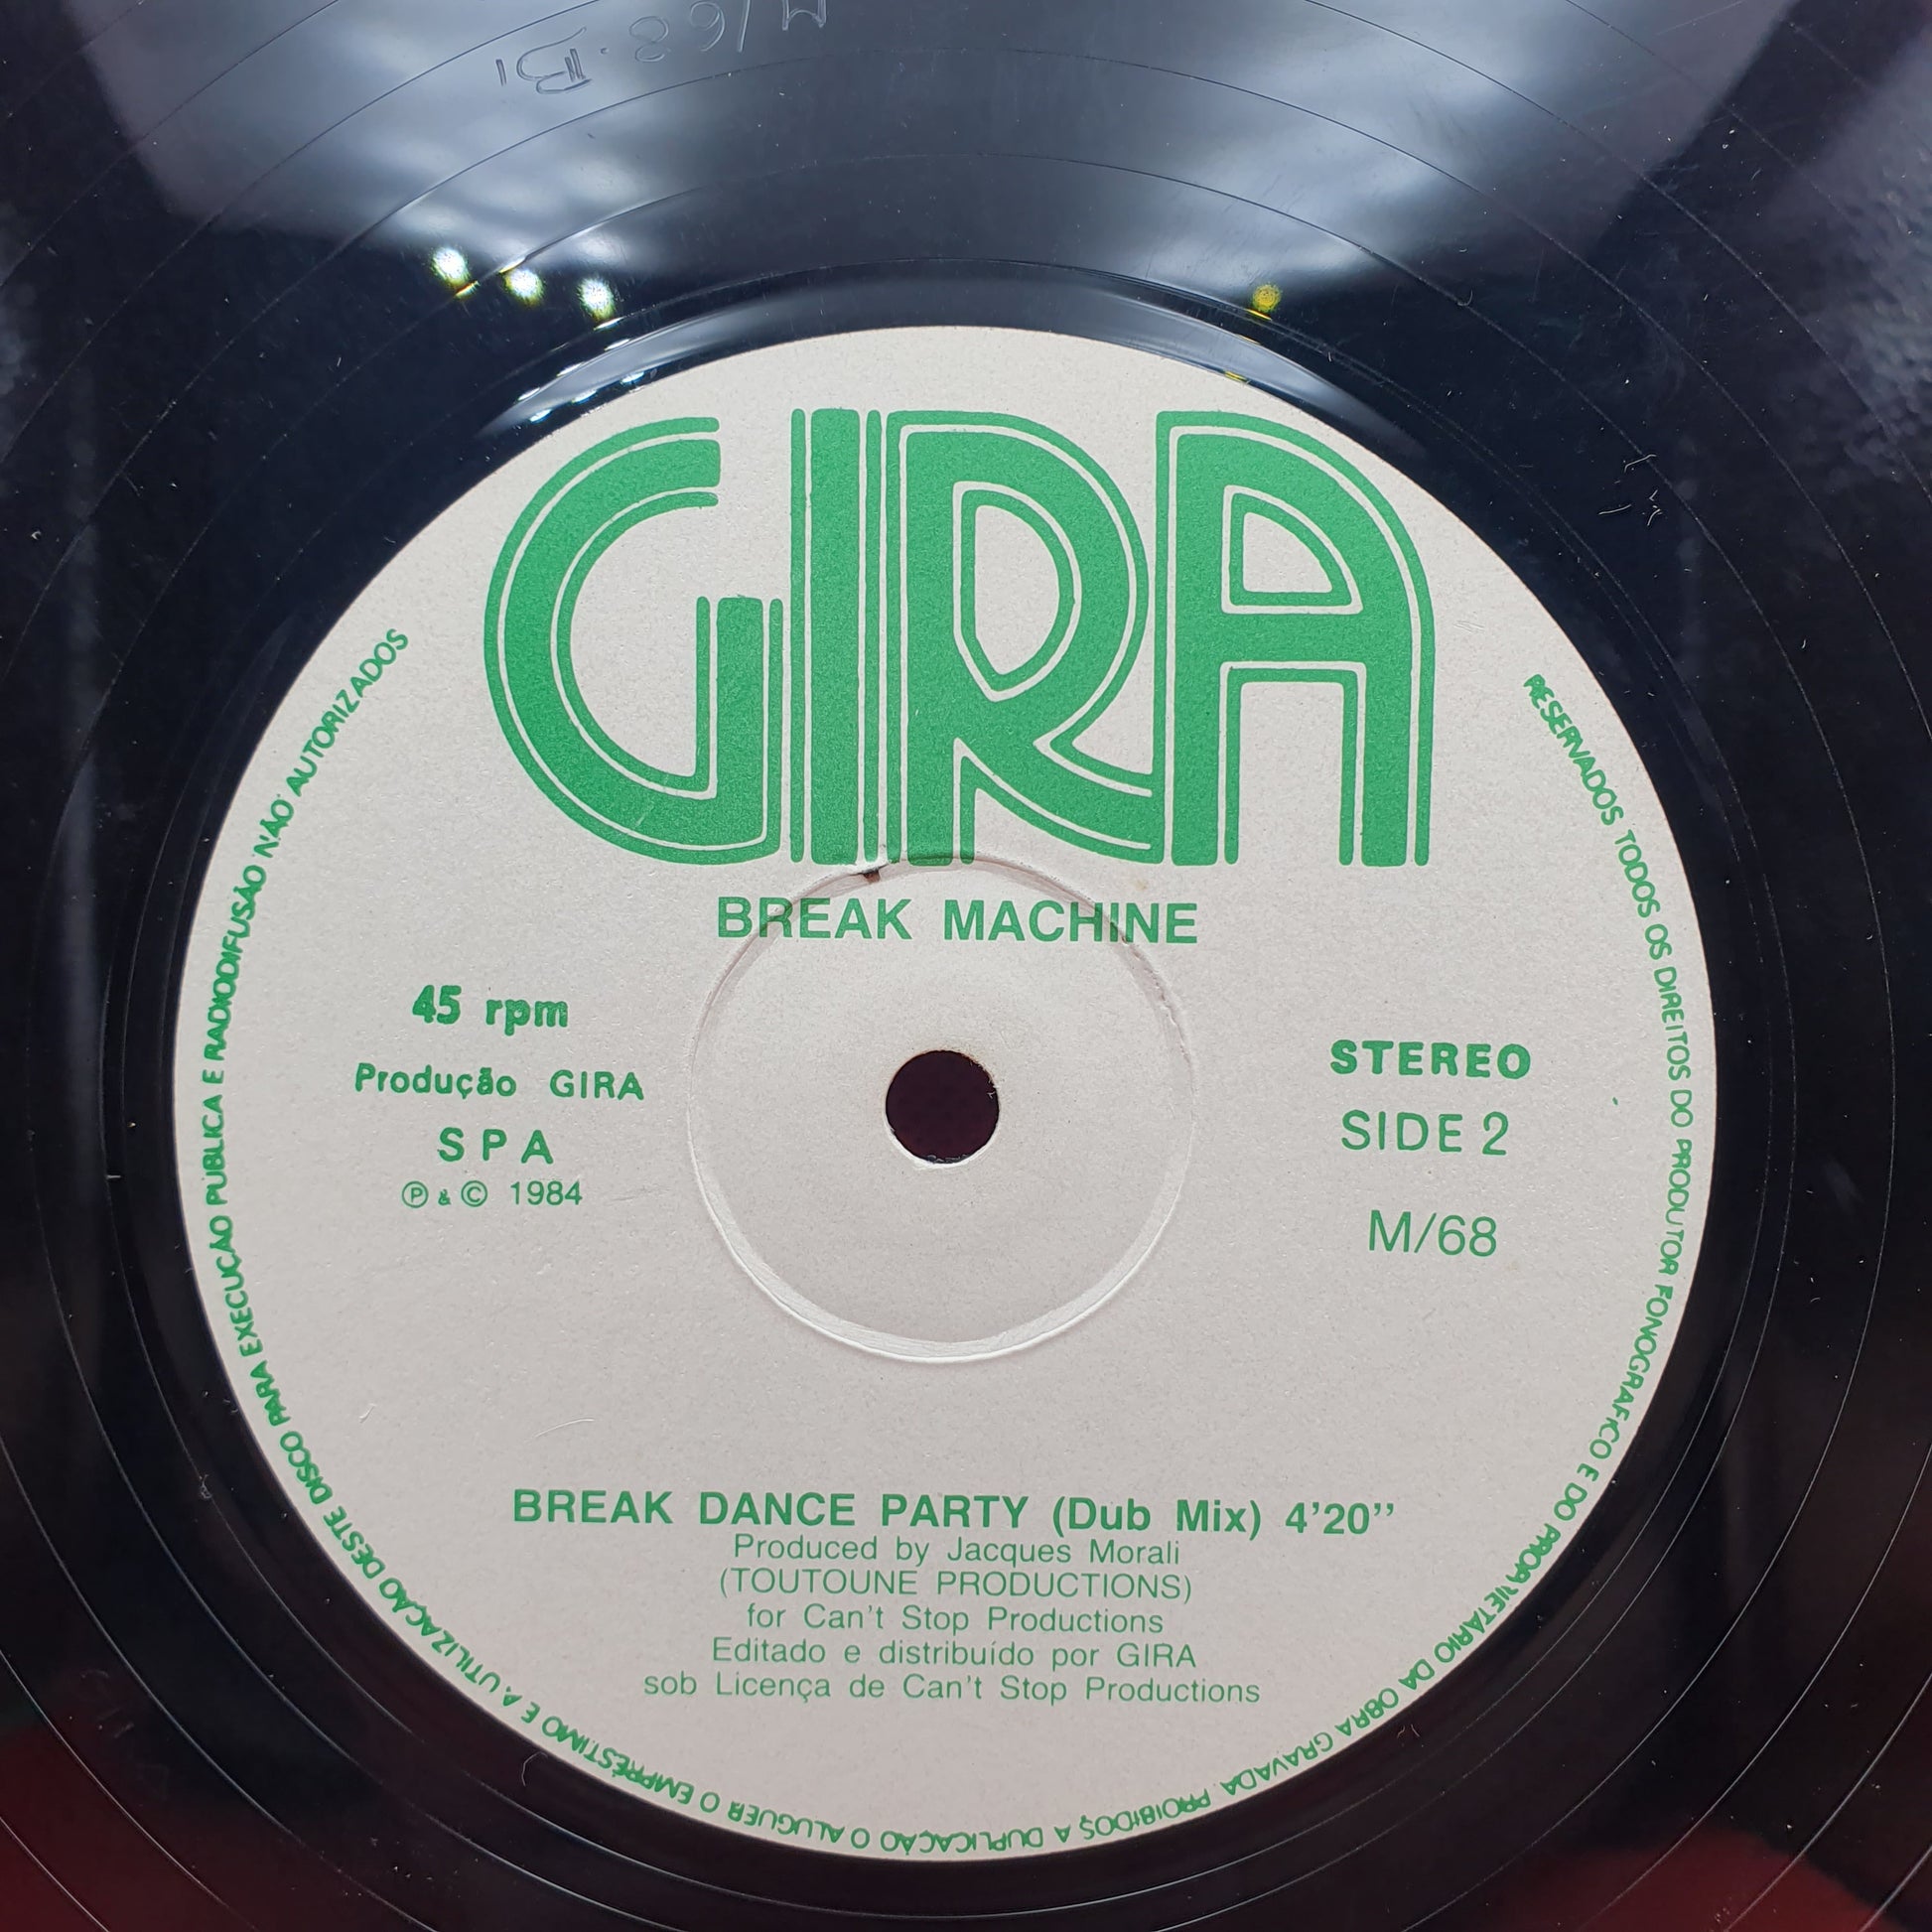 M/68·B1
GIRA
BREAK MACHINE
45 rpm
Produção GIRA
SPA
Ⓟ & © 1984
STEREO
SIDE 2
M/68
BREAK DANCE PARTY (Dub Mix) 4'20''
Produced by Jacques Morali
(TOUTOUNE PRODUCTIONS)
for Can't Stop Productions
Editado e distribuído por GIRA
sob Licença de Can't Stop Productions
RESERVADOS TODOS OS DIREITOS DO PRODUTOR FONOGRAFICO E DO PROPRIETÁRIO DA OBRA GRAVADA. PROIBIDOS A DUPLICAÇÃO O ALUGUER O EMPRÉSTIMO E A UTILIZAÇÃO DESTE DISCO PARA EXECUÇÃO PUBLICA E RADIODIFUSÃO NÃO AUTORIZADOS